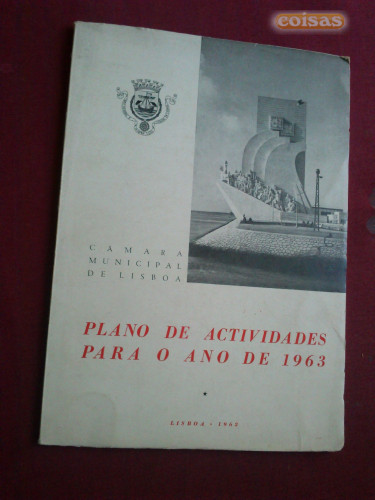 coisas
CÂMARA
MUNICIPAL
DE LISBOA
PLANO DE ACTIVIDADES
PARA O ANO DE 1963
LISBOA - 1962